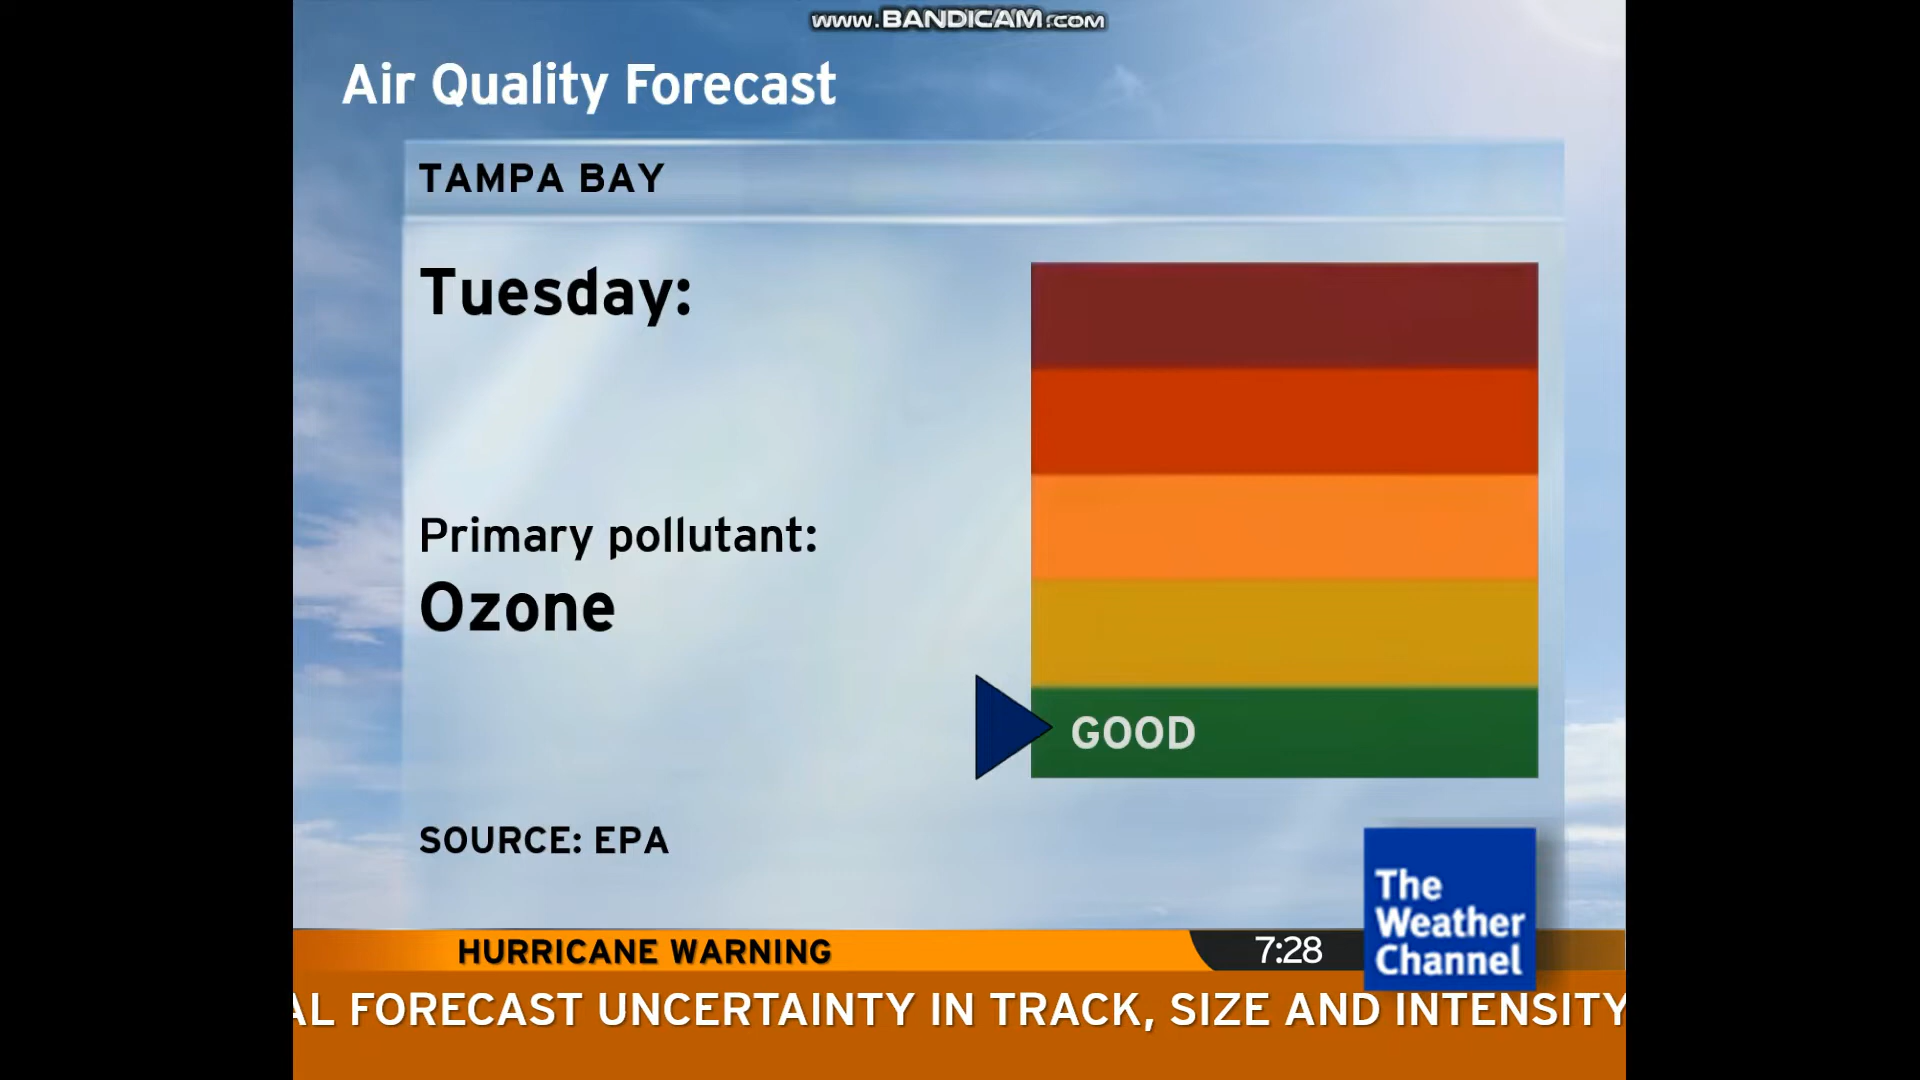 www.BANDICAM.com
Air Quality Forecast
TAMPA BAY
Tuesday:
Primary pollutant:
Ozone
GOOD
SOURCE: EPA
The
Weather
Channel
HURRICANE WARNING
7:28
AL FORECAST UNCERTAINTY IN TRACK, SIZE AND INTENSITY